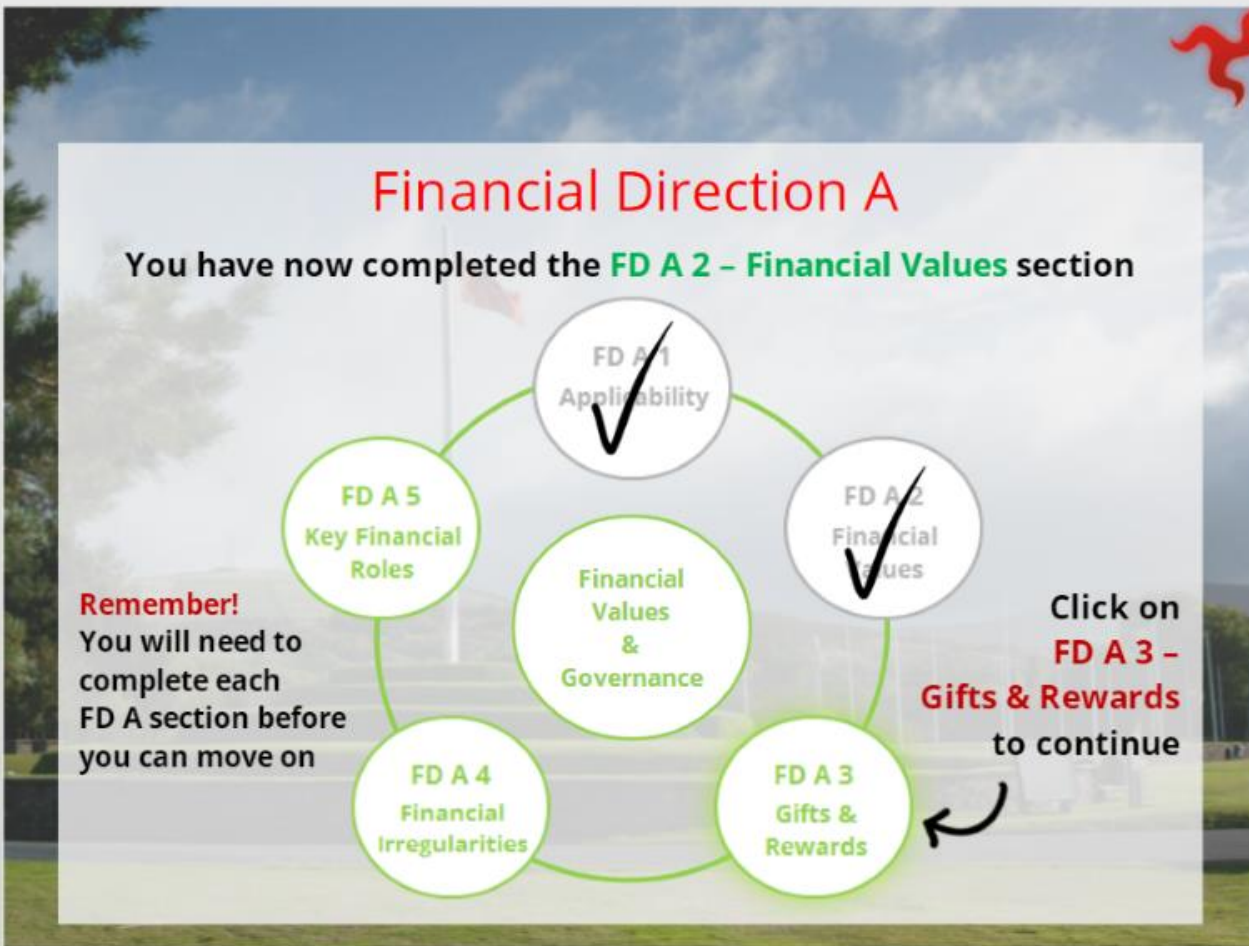 Financial Direction A
You have now completed the FD A 2 – Financial Values section
FD A 1
Applicability
FD A 2
Financial
Values
FD A 5
Key Financial
Roles
Financial
Values
&
Governance
Remember!
You will need to
complete each
FD A section before
you can move on
Click on
FD A 3 –
Gifts & Rewards
to continue
FD A 4
Financial
Irregularities
FD A 3
Gifts &
Rewards